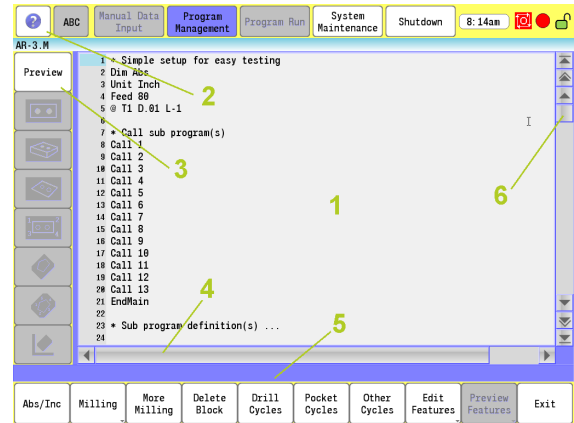 ?
ABC
Manual Data Input
Program Management
Program Run
System Maintenance
Shutdown
8:14am
AR-3.M
Preview
1 * Simple setup for easy testing
2 Dim Abs
3 Unit Inch
4 Feed 80
5 @ T1 D.01 L-1
6
7 * Call sub program(s)
8 Call 1
9 Call 2
10 Call 3
11 Call 4
12 Call 5
13 Call 6
14 Call 7
15 Call 8
16 Call 9
17 Call 10
18 Call 11
19 Call 12
20 Call 13
21 EndMain
22
23 * Sub program definition(s) ...
24
1
2
3
4
5
6
Abs/Inc
Milling
More Milling
Delete Block
Drill Cycles
Pocket Cycles
Other Cycles
Edit Features
Preview Features
Exit